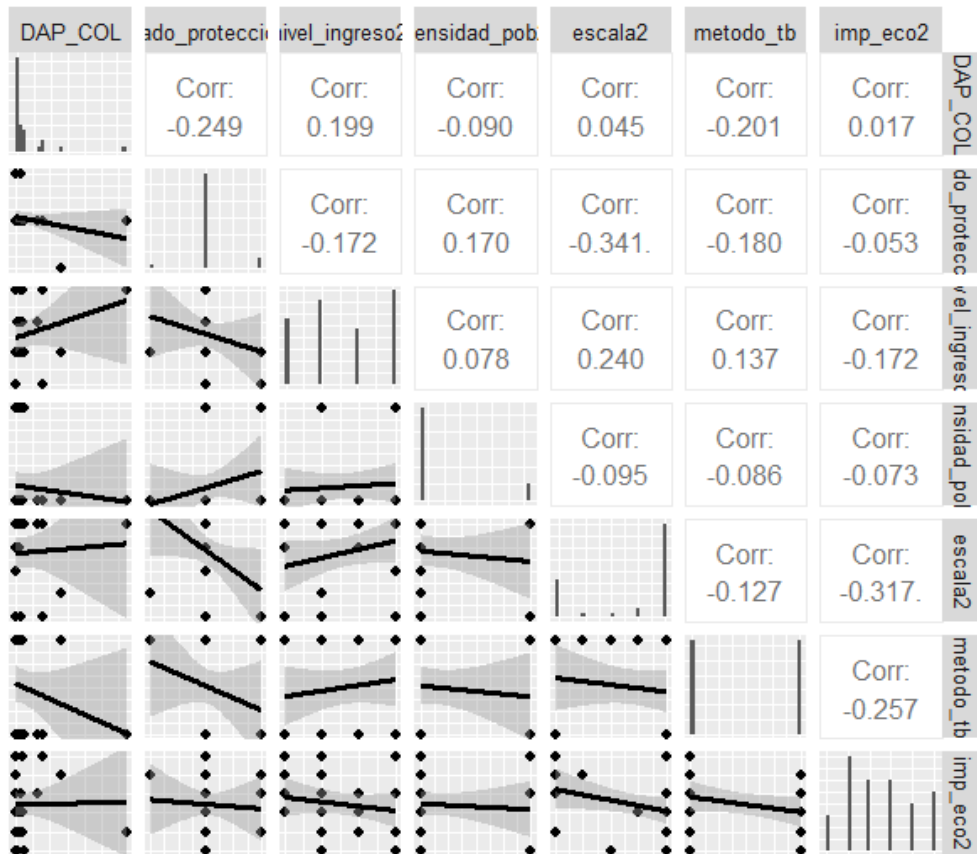 DAP_COL ado_protecci ivel_ingreso2 ensidad_pob escala2 metodo_tb imp_eco2
Corr: Corr: Corr: Corr: Corr: Corr:
-0.249 0.199 -0.090 0.045 -0.201 0.017
DAP_COL
Corr: Corr: Corr: Corr: Corr:
-0.172 0.170 -0.341. -0.180 -0.053
do_protecc
Corr: Corr: Corr: Corr:
0.078 0.240 0.137 -0.172
vel_ingreso
Corr: Corr: Corr:
-0.095 -0.086 -0.073
nsidad_pol
Corr: Corr:
-0.127 -0.317.
escala2
Corr:
-0.257
metodo_tb
imp_eco2